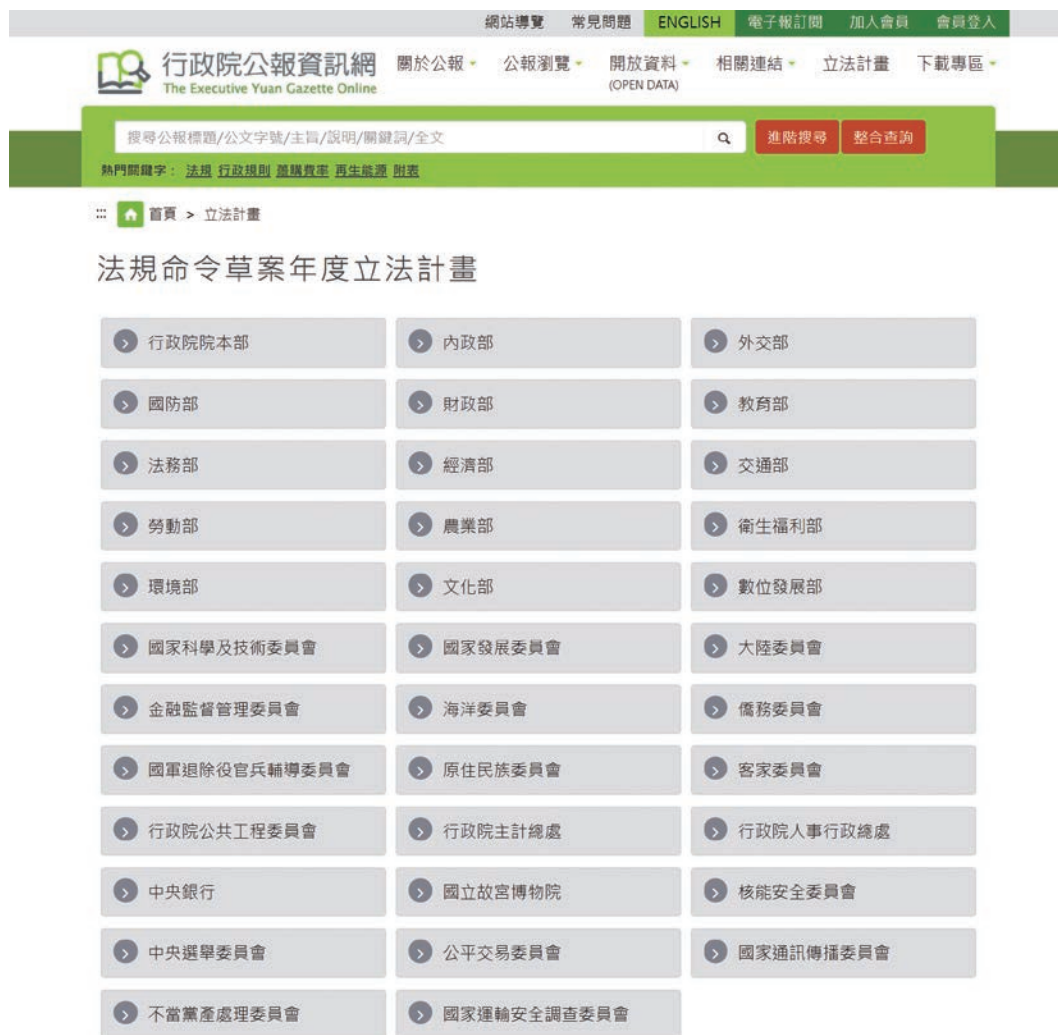 網站導覽 常見問題 ENGLISH 電子報訂閱 加入會員 會員登入
行政院公報資訊網 關於公報 公報瀏覽 開放資料 相關連結 立法計畫 下載專區
The Executive Yuan Gazette Online (OPEN DATA)
搜尋公報標題/公文字號/主旨/說明/關鍵詞/全文 進階搜尋 整合查詢
熱門關鍵字： 法規 行政規則 躉購費率 再生能源 附表
::: 首頁 > 立法計畫
法規命令草案年度立法計畫
行政院院本部 內政部 外交部
國防部 財政部 教育部
法務部 經濟部 交通部
勞動部 農業部 衛生福利部
環境部 文化部 數位發展部
國家科學及技術委員會 國家發展委員會 大陸委員會
金融監督管理委員會 海洋委員會 僑務委員會
國軍退除役官兵輔導委員會 原住民族委員會 客家委員會
行政院公共工程委員會 行政院主計總處 行政院人事行政總處
中央銀行 國立故宮博物院 核能安全委員會
中央選舉委員會 公平交易委員會 國家通訊傳播委員會
不當黨產處理委員會 國家運輸安全調查委員會